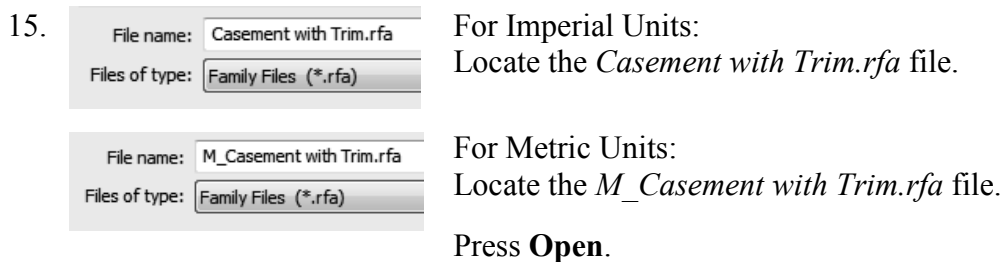 15.
File name: Casement with Trim.rfa
Files of type: Family Files (*.rfa)
For Imperial Units:
Locate the Casement with Trim.rfa file.
File name: M_Casement with Trim.rfa
Files of type: Family Files (*.rfa)
For Metric Units:
Locate the M_Casement with Trim.rfa file.
Press Open.